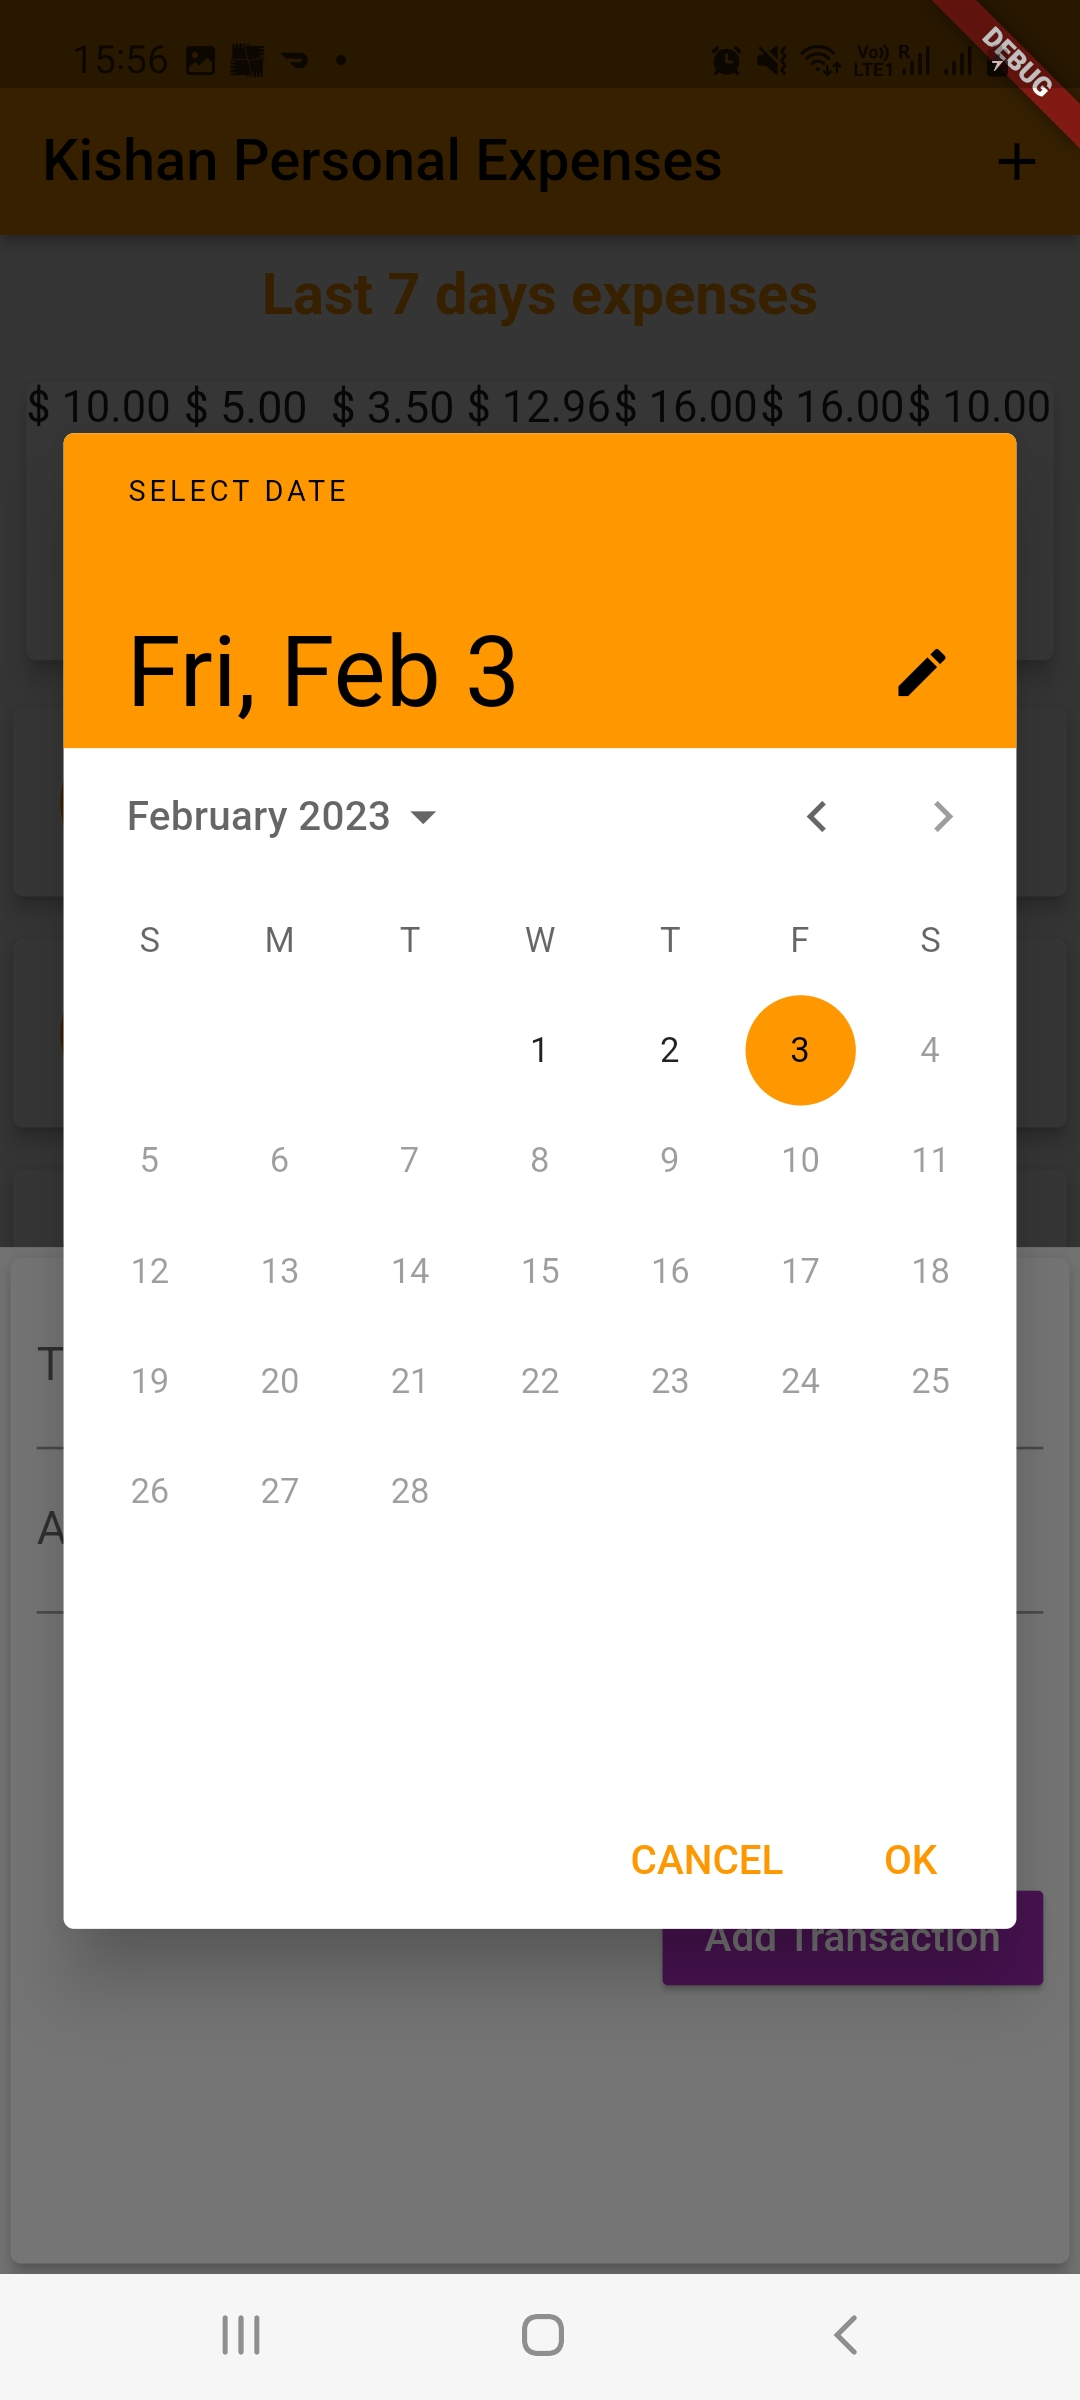 15:56 Vo)) R
LTE1
DEBUG
Kishan Personal Expenses +
Last 7 days expenses
$ 10.00 $ 5.00 $ 3.50 $ 12.96 $ 16.00 $ 16.00 $ 10.00
SELECT DATE
Fri, Feb 3
February 2023
S M T W T F S
1 2 3 4
5 6 7 8 9 10 11
12 13 14 15 16 17 18
19 20 21 22 23 24 25
26 27 28
T
A
CANCEL OK
Add Transaction